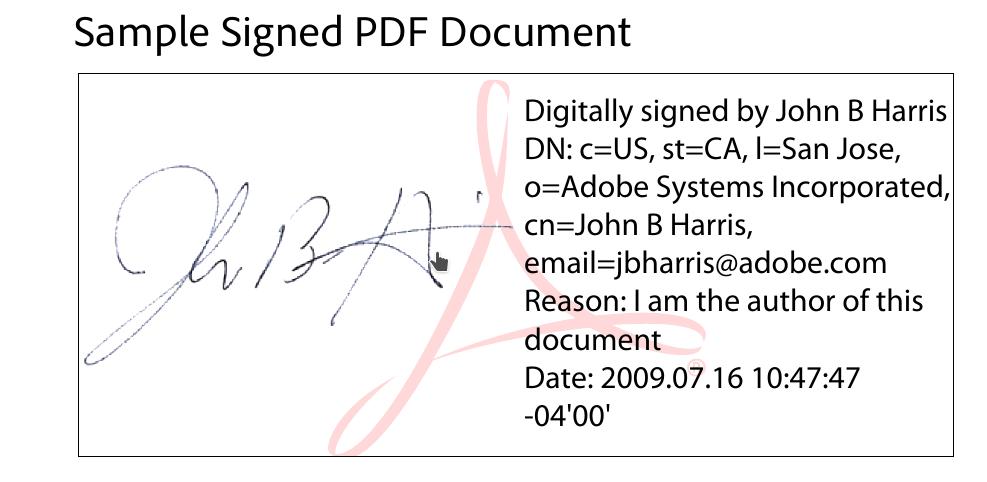 Sample Signed PDF Document
John B Harris
Digitally signed by John B Harris
DN: c=US, st=CA, l=San Jose,
o=Adobe Systems Incorporated,
cn=John B Harris,
email=jbharris@adobe.com
Reason: I am the author of this
document
Date: 2009.07.16 10:47:47
-04'00'
®